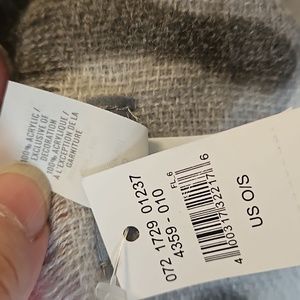 100% ACRYLIC /
EXCLUSIVE OF
DECORATION
100% ACRYLIQUE /
À L'EXCEPTION DE LA
GARNITURE
072 1729 01237
4359 - 010
FL 6
US O/S